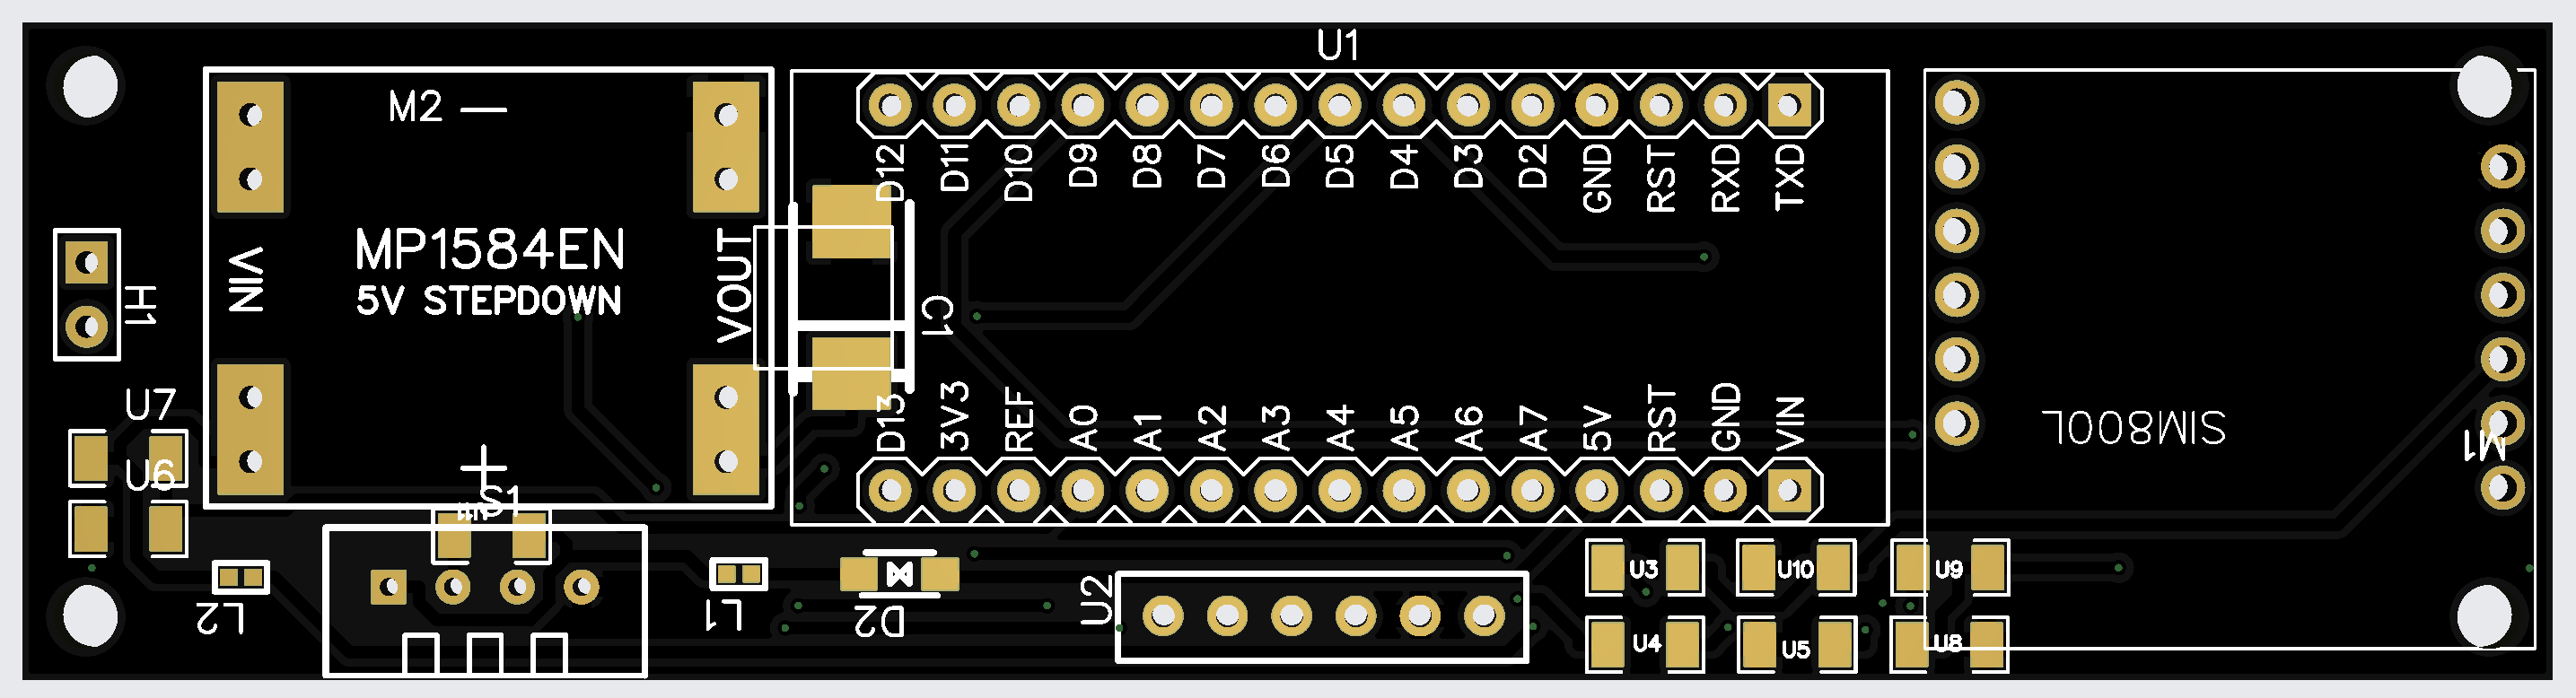 U1
M2 —
D12 D11 D10 D9 D8 D7 D6 D5 D4 D3 D2 GND RST RXD TXD
MP1584EN
5V STEPDOWN
VIN
VOUT
H1
C1
U7
U6
+
S1
U11
D13 3V3 REF A0 A1 A2 A3 A4 A5 A6 A7 5V RST GND VIN
SIM800L
M1
L2
L1
D2
U2
U3
U10
U9
U4
U5
U8